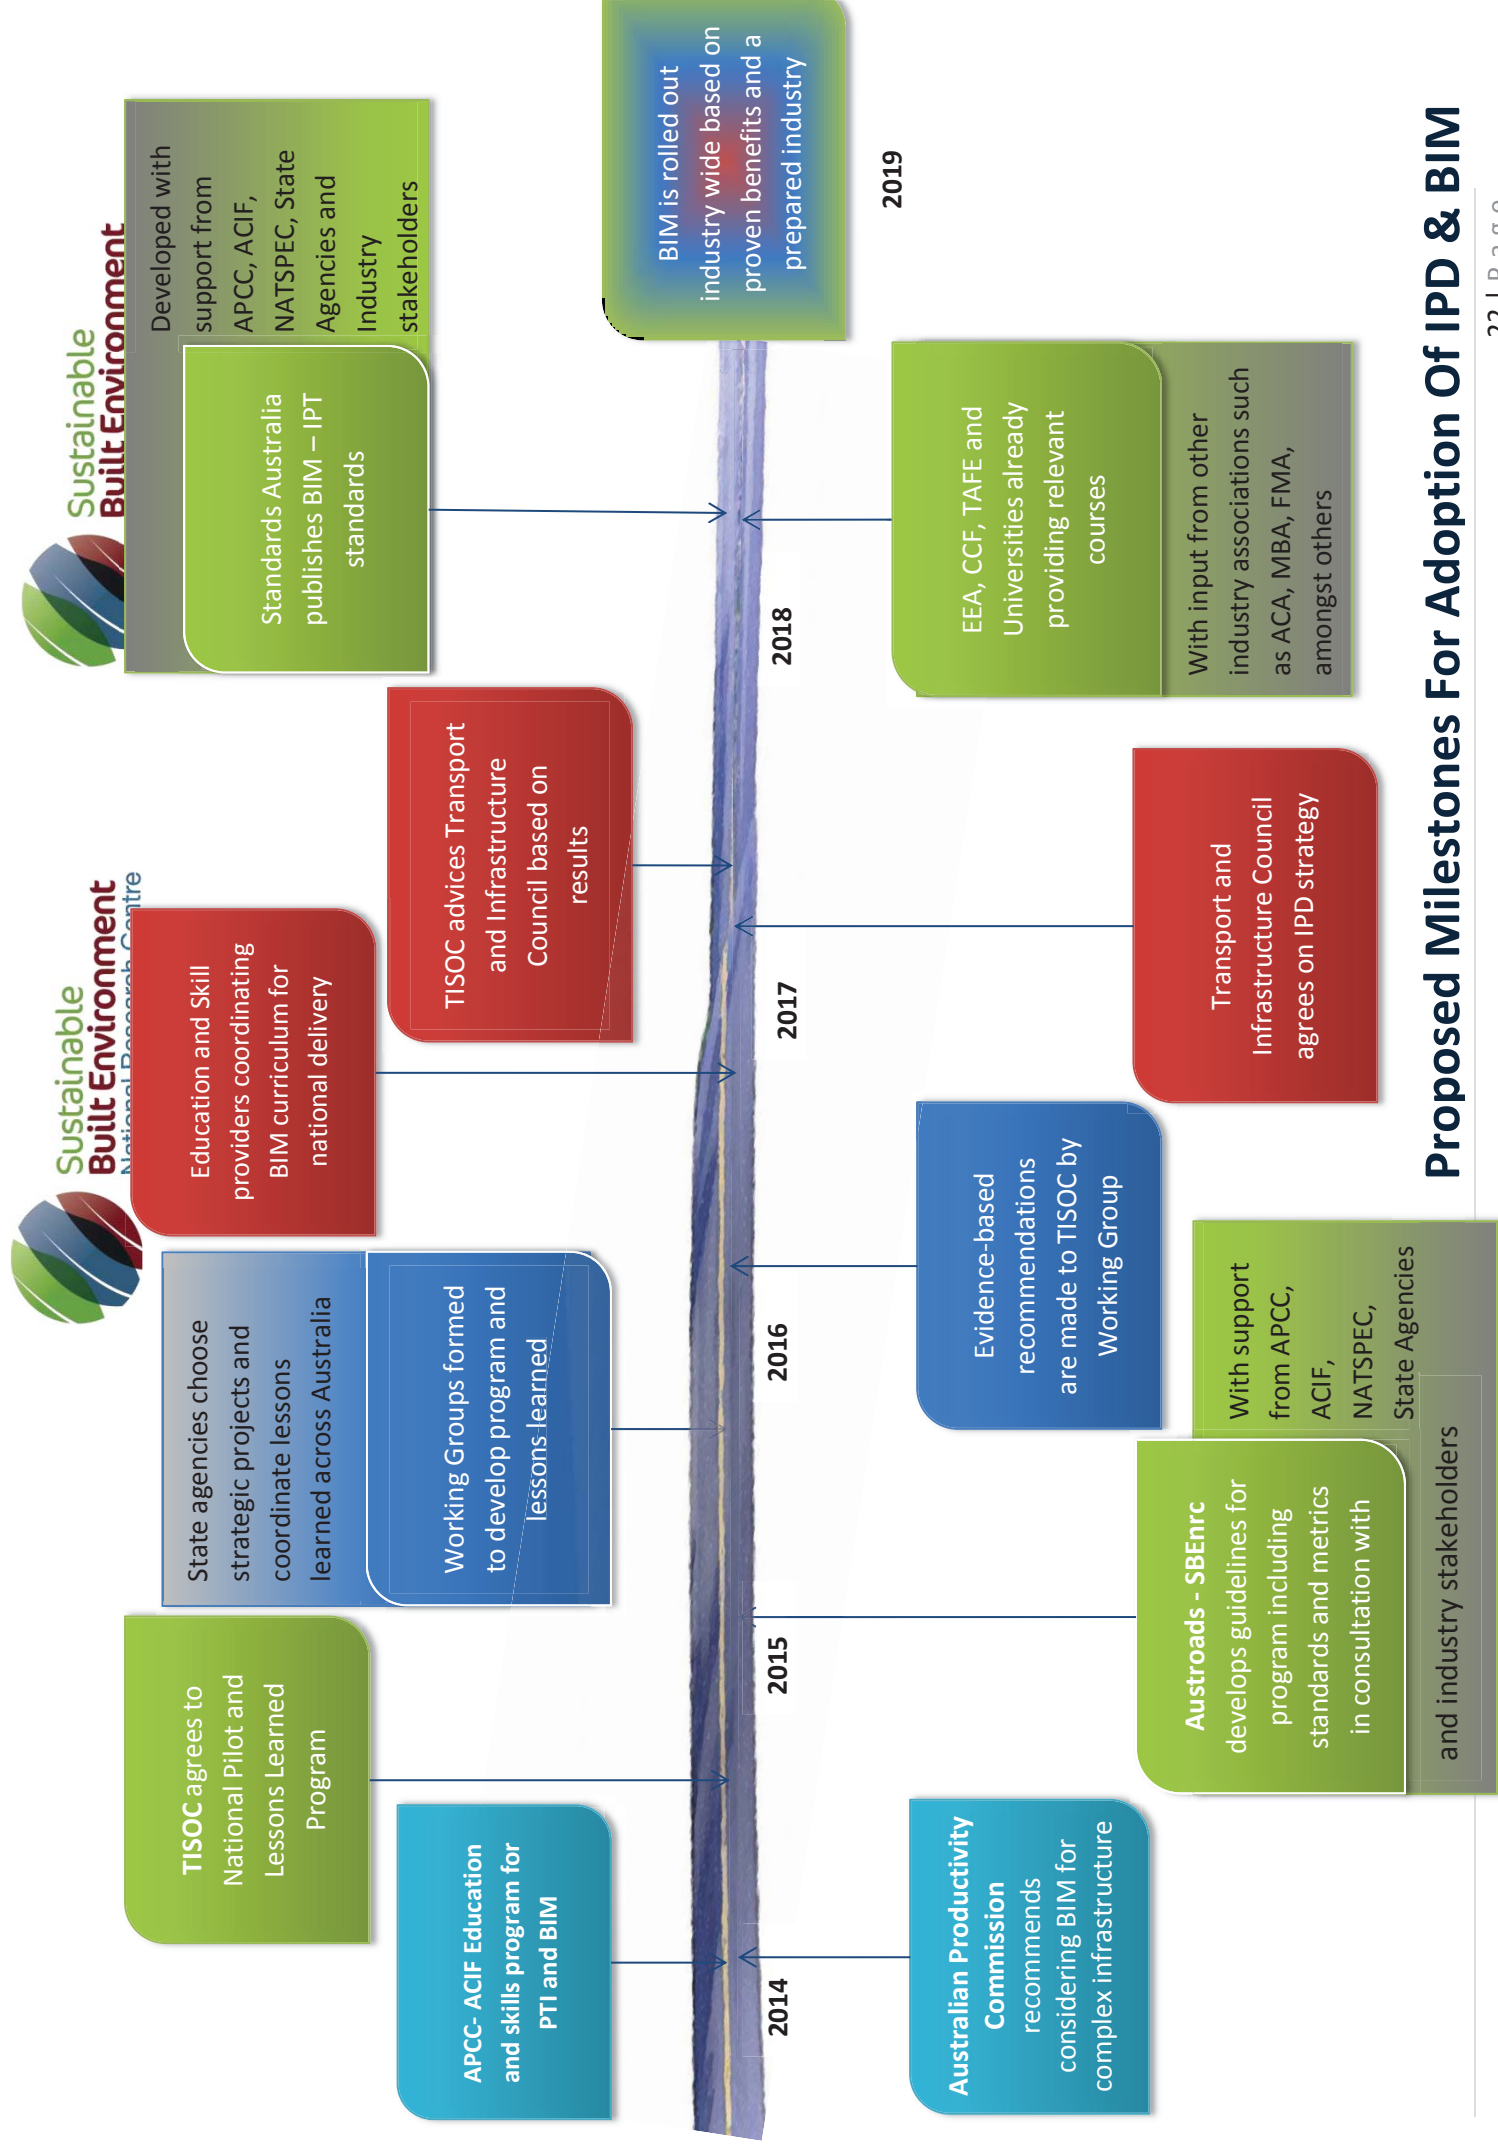 Sustainable
Built Environment
National Research Centre
Sustainable
Built Environment
TISOC agrees to
National Pilot and
Lessons Learned
Program
State agencies choose
strategic projects and
coordinate lessons
learned across Australia
Education and Skill
providers coordinating
BIM curriculum for
national delivery
Developed with
support from
APCC, ACIF,
NATSPEC, State
Agencies and
Industry
stakeholders
Standards Australia
publishes BIM – IPT
standards
APCC- ACIF Education
and skills program for
PTI and BIM
Working Groups formed
to develop program and
lessons learned
TISOC advices Transport
and Infrastructure
Council based on
results
BIM is rolled out
industry wide based on
proven benefits and a
prepared industry
2014
2015
2016
2017
2018
2019
Australian Productivity
Commission
recommends
considering BIM for
complex infrastructure
Evidence-based
recommendations
are made to TISOC by
Working Group
EEA, CCF, TAFE and
Universities already
providing relevant
courses
With input from other
industry associations such
as ACA, MBA, FMA,
amongst others
Austroads - SBEnrc
develops guidelines for
program including
standards and metrics
in consultation with
With support
from APCC,
ACIF,
NATSPEC,
State Agencies
and industry stakeholders
Transport and
Infrastructure Council
agrees on IPD strategy
Proposed Milestones For Adoption Of IPD & BIM
22 | Page